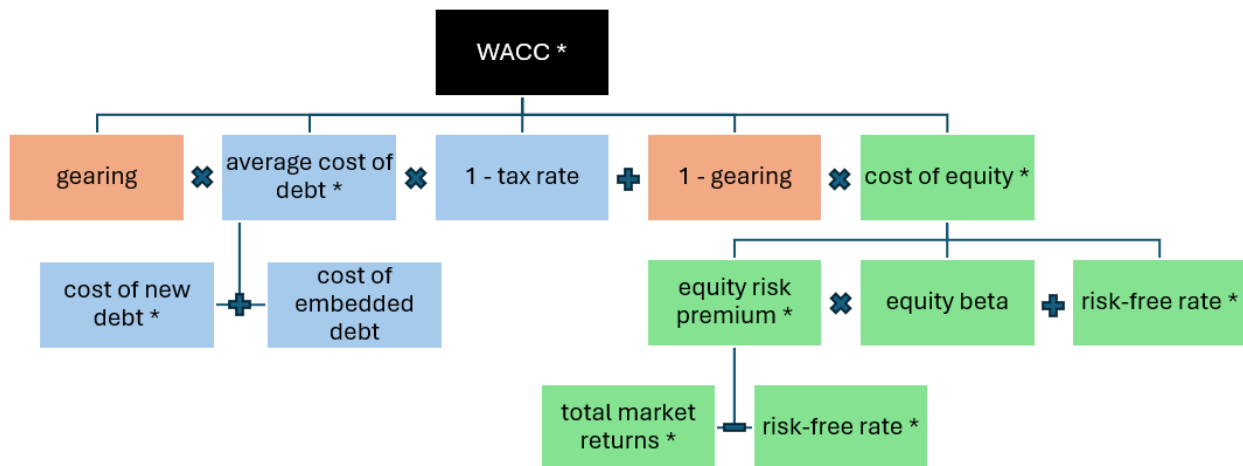 WACC *
gearing
average cost of
debt *
1 - tax rate
1 - gearing
cost of equity *
cost of new
debt *
cost of
embedded
debt
equity risk
premium *
equity beta
risk-free rate *
total market
returns *
risk-free rate *